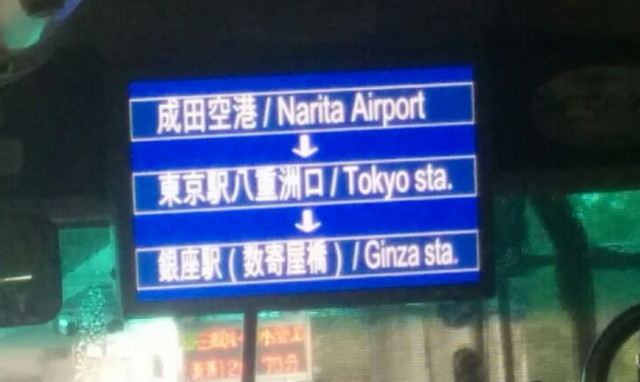 成田空港 / Narita Airport
↓
東京駅八重洲口 / Tokyo sta.
↓
銀座駅 ( 数寄屋橋 ) / Ginza sta.